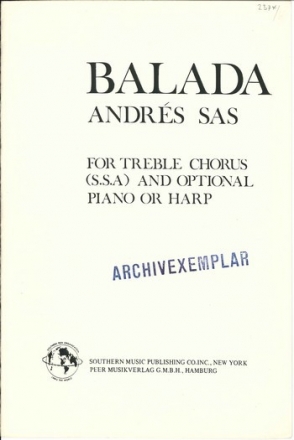 BALADA
ANDRÉS SAS
FOR TREBLE CHORUS
(S.S.A) AND OPTIONAL
PIANO OR HARP
ARCHIVEXEMPLAR
SOUTHERN MUSIC PUBLISHING CO.INC., NEW YORK
PEER MUSIKVERLAG G.M.B.H., HAMBURG